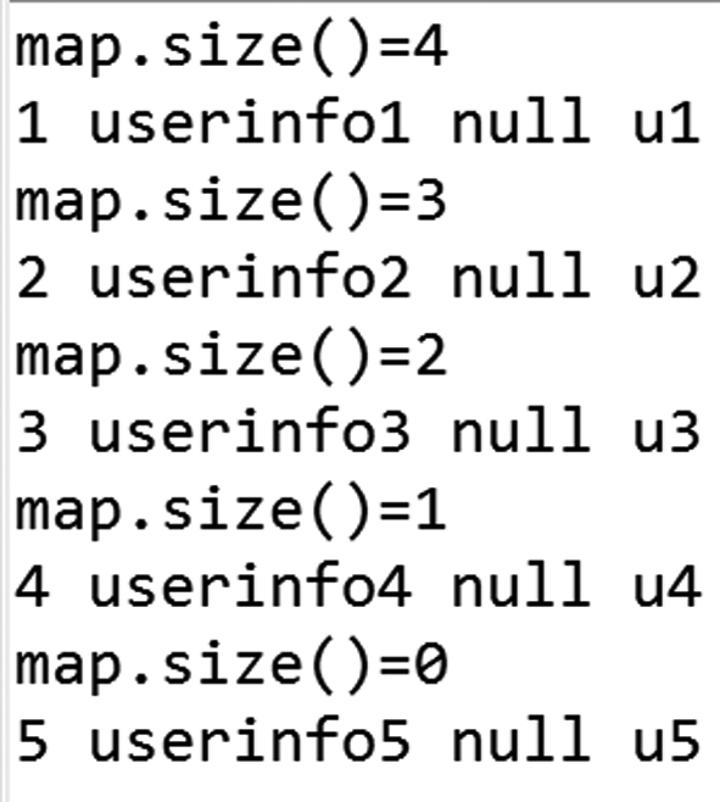 map.size()=4
1 userinfo1 null u1
map.size()=3
2 userinfo2 null u2
map.size()=2
3 userinfo3 null u3
map.size()=1
4 userinfo4 null u4
map.size()=0
5 userinfo5 null u5